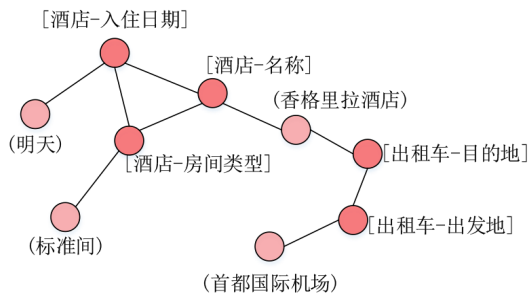 [酒店-入住日期]
[酒店-名称]
(香格里拉酒店)
(明天)
[酒店-房间类型]
[出租车-目的地]
(标准间)
[出租车-出发地]
(首都国际机场)